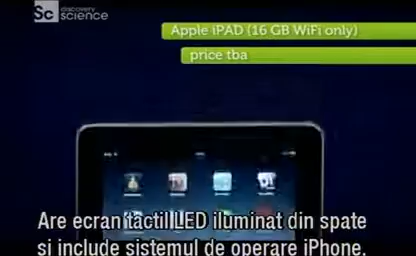 Sc discovery
science
Apple iPAD (16 GB WiFi only)
price tba
Are ecran tactil LED iluminat din spate
si include sistemul de operare iPhone.